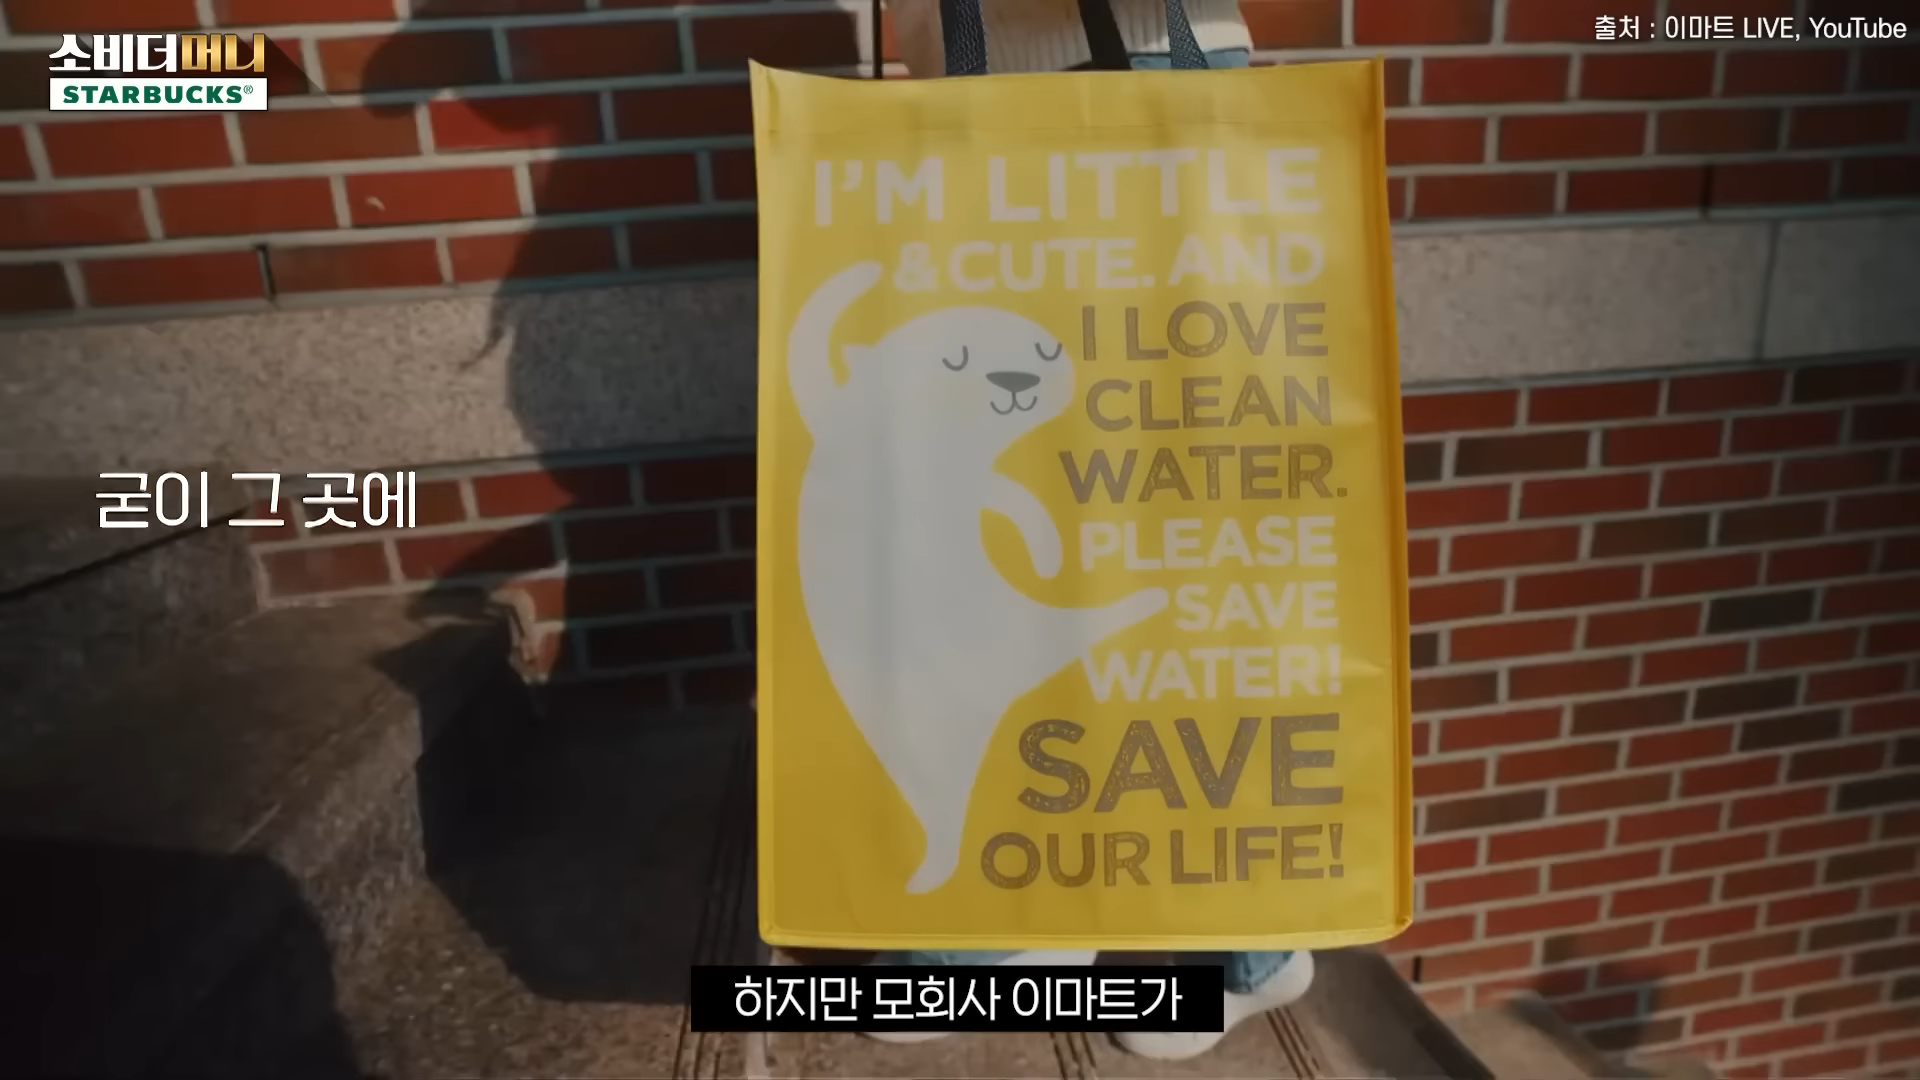 소비더머니
STARBUCKS®
출처 : 이마트 LIVE, YouTube
I'M LITTLE
& CUTE. AND
I LOVE
CLEAN
WATER.
PLEASE
SAVE
WATER!
SAVE
OUR LIFE!
굳이 그 곳에
하지만 모회사 이마트가